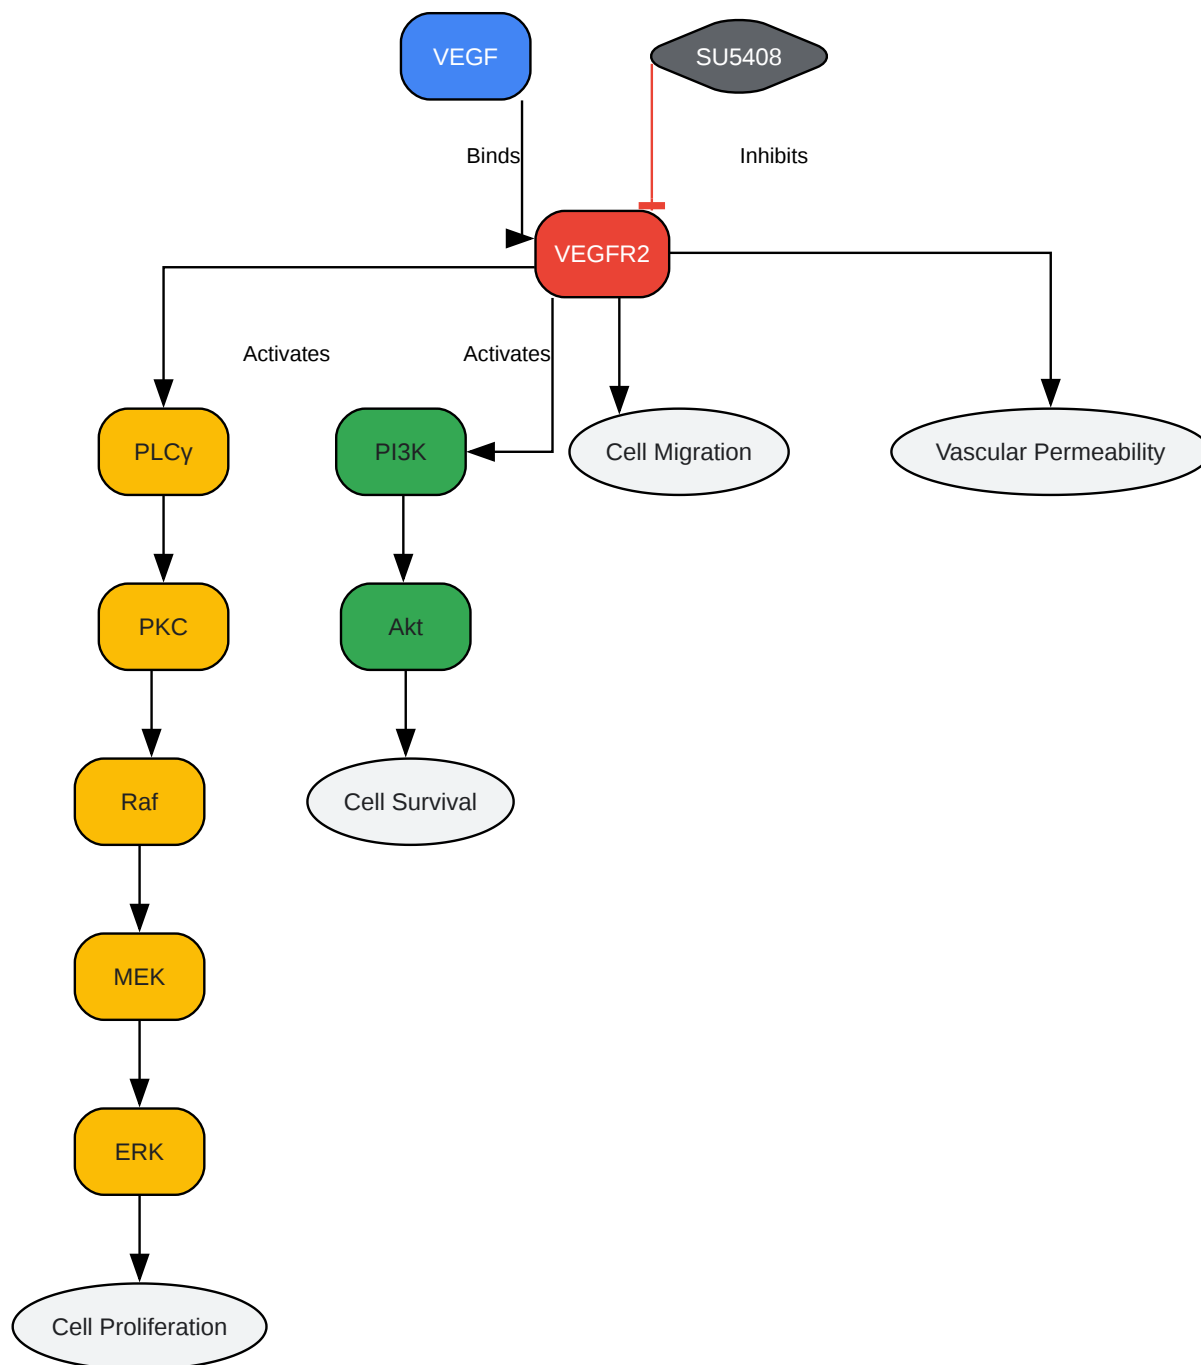 VEGF
SU5408
Binds
Inhibits
VEGFR2
Activates
Activates
PLCγ
PI3K
Cell Migration
Vascular Permeability
PKC
Akt
Raf
Cell Survival
MEK
ERK
Cell Proliferation